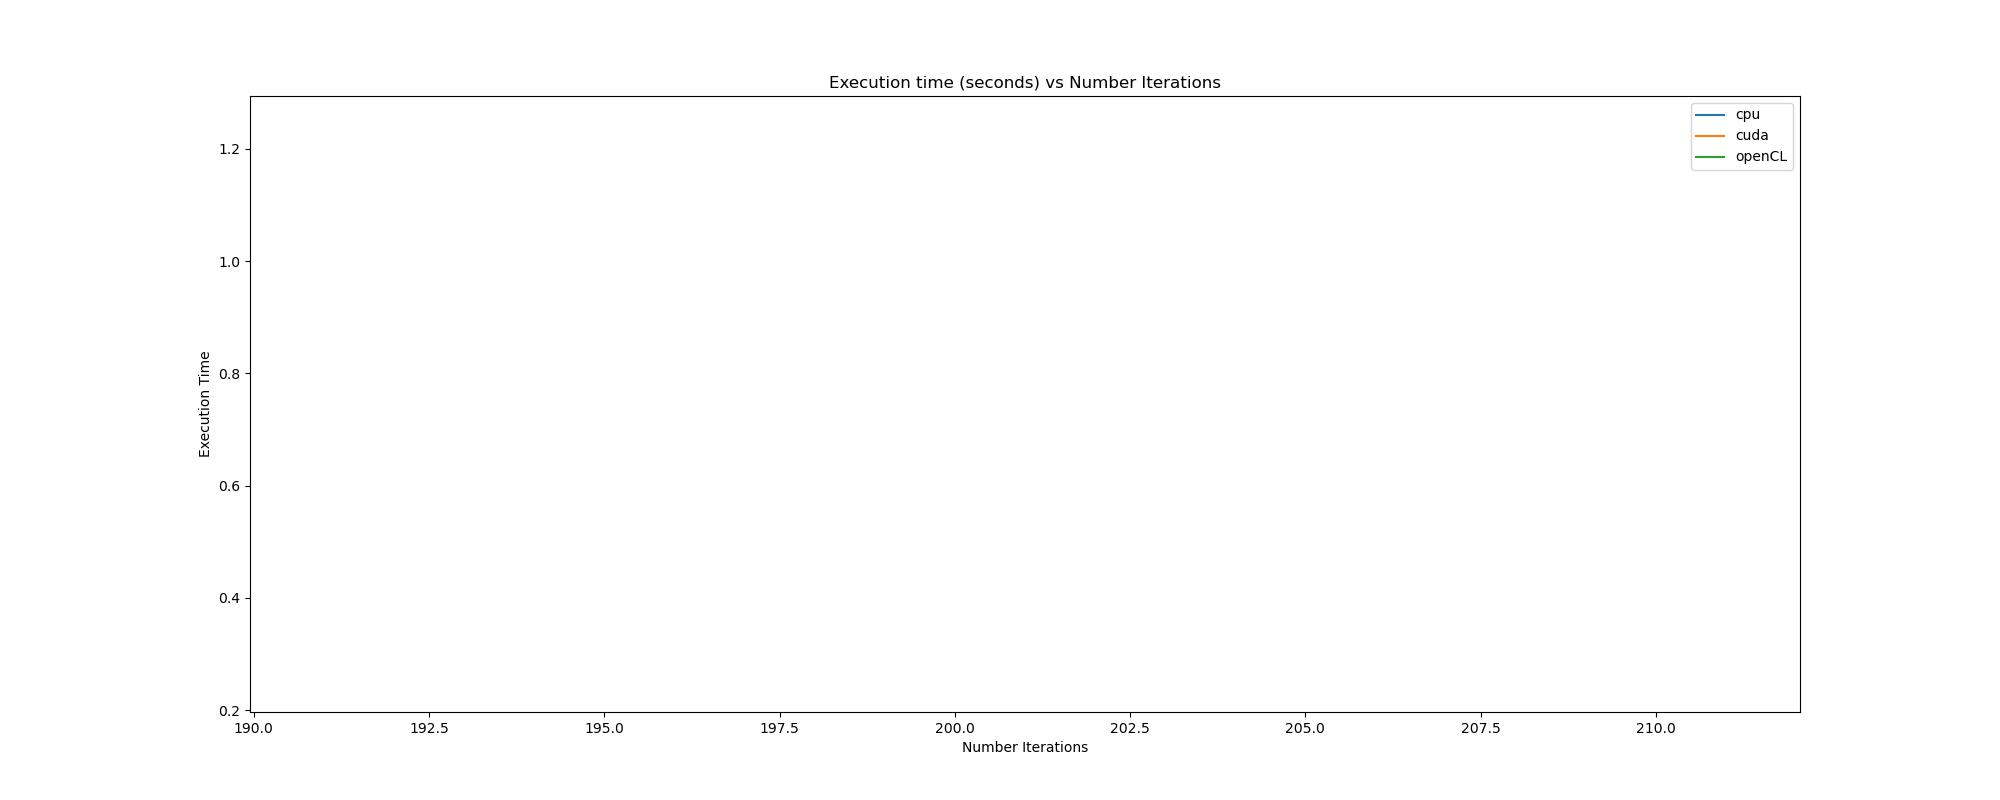 Execution time (seconds) vs Number Iterations
cpu
cuda
openCL
1.2
1.0
0.8
0.6
0.4
0.2
Execution Time
190.0 192.5 195.0 197.5 200.0 202.5 205.0 207.5 210.0
Number Iterations